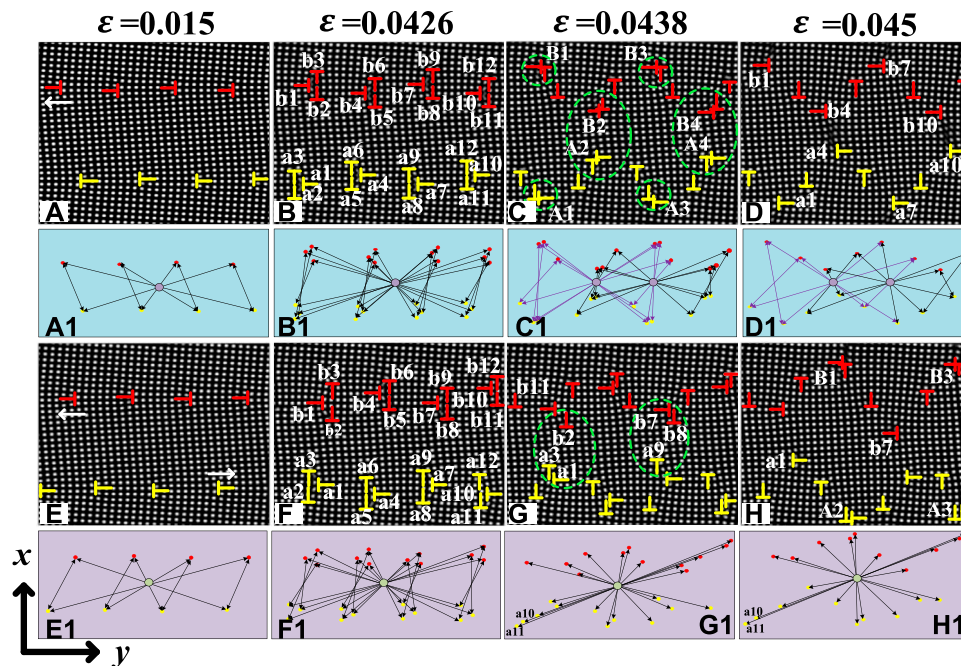 ε=0.015 ε=0.0426 ε=0.0438 ε=0.045
A
b3 b6 b9 b12
b1 b4 b7 b10
b2 b5 b8 b11
a3 a6 a9 a12
a1 a4 a7 a10
a2 a5 a8 a11
B
B1 B3
B2 B4
A2 A4
A1 A3
C
b1 b7
b4 b10
a4 a10
a1 a7
D
A1 B1 C1 D1
E
b3 b6 b9 b12
b1 b4 b7 b10
b2 b5 b8 b11
a3 a6 a9 a12
a2 a1 a4 a7 a10
a5 a8 a11
F
b11
b2 b7 b8
a3 a1 a9
G
B1 B3
b7
a1
A2 A3
H
E1 F1
a10
a11
G1
a10
a11
H1
x
y